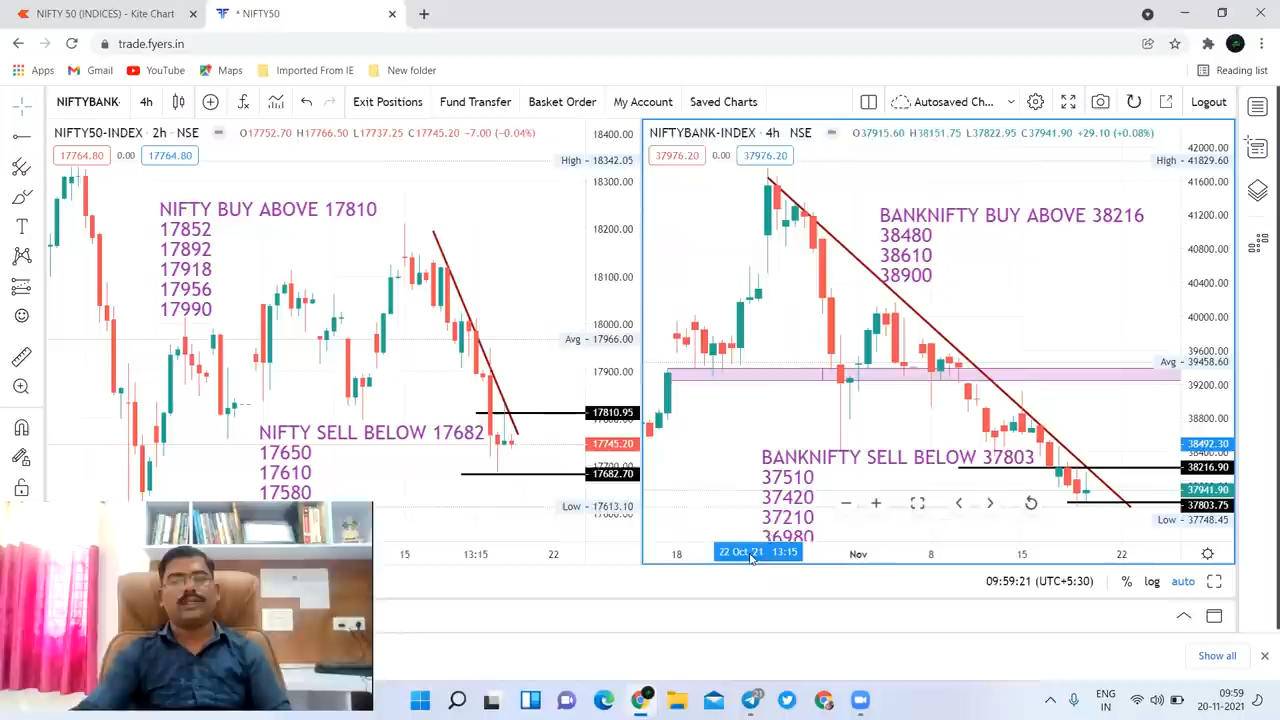 NIFTY 50 (INDICES) - Kite Chart
* NIFTY50
trade.fyers.in
Apps Gmail YouTube Maps Imported From IE New folder Reading list
NIFTYBANK- 4h Exit Positions Fund Transfer Basket Order My Account Saved Charts Autosaved Ch... Logout
NIFTY50-INDEX · 2h · NSE O17752.70 H17766.50 L17737.25 C17745.20 -7.00 (-0.04%)
17764.80 0.00 17764.80
18400.00
High - 18342.05
18300.00
NIFTY BUY ABOVE 17810
17852
17892
17918
17956
17990
18200.00
18100.00
18000.00
Avg - 17966.00
17900.00
17810.95
NIFTY SELL BELOW 17682
17650
17610
17580
17745.20
17700.00
17682.70
Low - 17613.10
15 13:15 22
NIFTYBANK-INDEX · 4h · NSE O37915.60 H38151.75 L37822.95 C37941.90 +29.10 (+0.08%)
37976.20 0.00 37976.20
42000.00
High - 41829.60
41600.00
BANKNIFTY BUY ABOVE 38216
38480
38610
38900
41200.00
40800.00
40400.00
40000.00
39600.00
Avg - 39458.60
39200.00
38800.00
38492.30
38400.00
38216.90
BANKNIFTY SELL BELOW 37803
37510
37420
37210
36980
37941.90
37803.75
Low - 37748.45
18 22 Oct '21 13:15 Nov 8 15 22
09:59:21 (UTC+5:30) % log auto
Show all
21
ENG
IN
09:59
20-11-2021